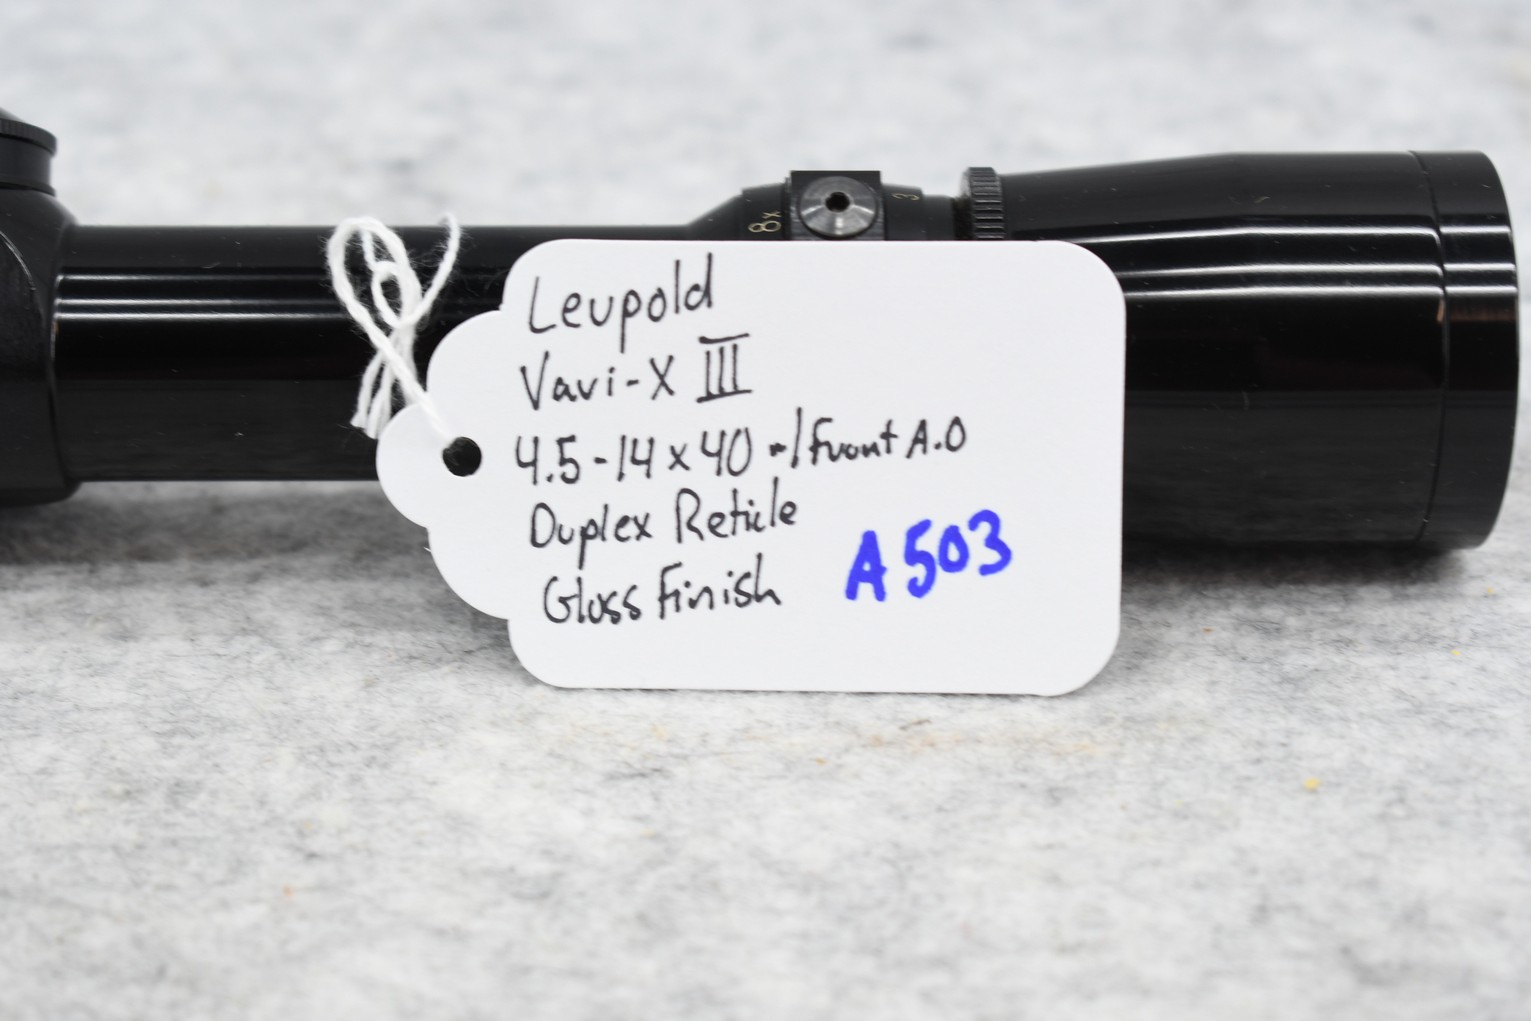 8x 3
Leupold
Vari-X III
4.5-14x40 w/Front A.O
Duplex Reticle
Gloss Finish
A503